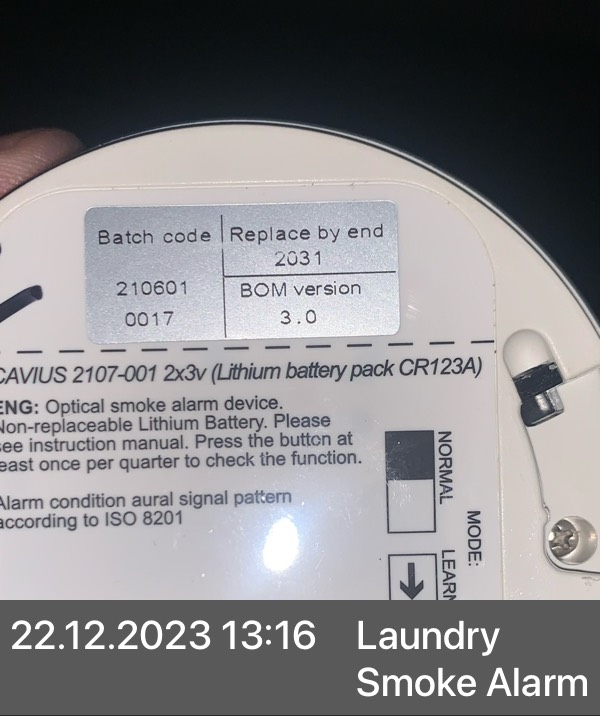 Batch code
210601
0017
Replace by end
2031
BOM version
3.0
CAVIUS 2107-001 2x3v (Lithium battery pack CR123A)
ENG: Optical smoke alarm device.
Non-replaceable Lithium Battery. Please
see instruction manual. Press the button at
least once per quarter to check the function.
Alarm condition aural signal pattern
according to ISO 8201
MODE:
NORMAL
LEARN
22.12.2023 13:16
Laundry
Smoke Alarm